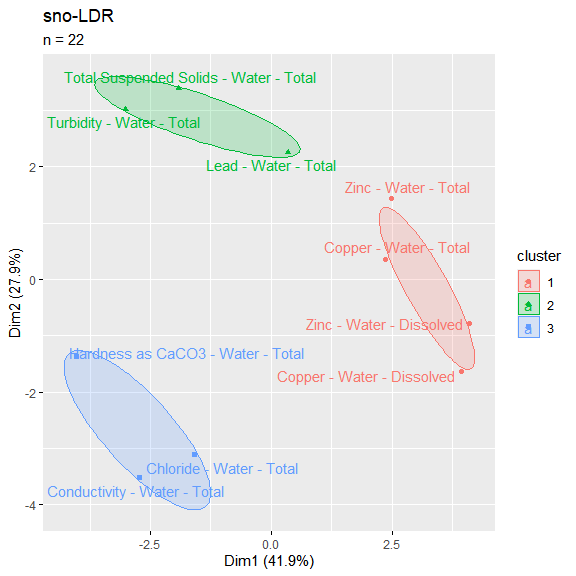 sno-LDR
n = 22
Total Suspended Solids - Water - Total
Turbidity - Water - Total
Lead - Water - Total
Zinc - Water - Total
Copper - Water - Total
Zinc - Water - Dissolved
Copper - Water - Dissolved
Hardness as CaCO3 - Water - Total
Chloride - Water - Total
Conductivity - Water - Total
2
0
-2
-4
-2.5
0.0
2.5
Dim1 (41.9%)
Dim2 (27.9%)
cluster
a 1
a 2
a 3